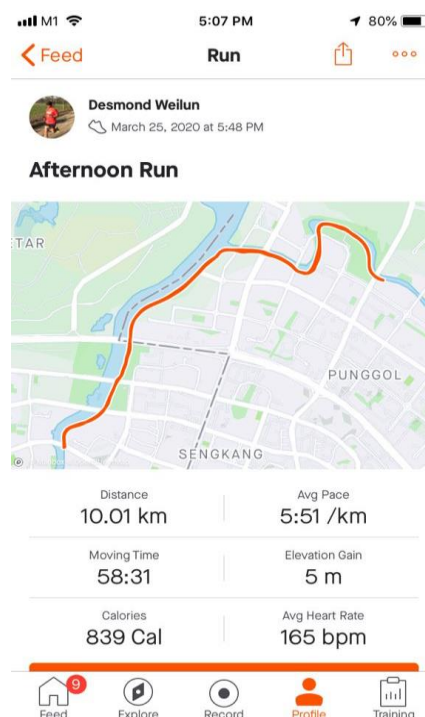 M1 5:07 PM 80%
Feed Run
Desmond Weilun
March 25, 2020 at 5:48 PM
Afternoon Run
TAR
PUNGGOL
SENGKANG
Distance Avg Pace
10.01 km 5:51 /km
Moving Time Elevation Gain
58:31 5 m
Calories Avg Heart Rate
839 Cal 165 bpm
9
Feed Explore Record Profile Training